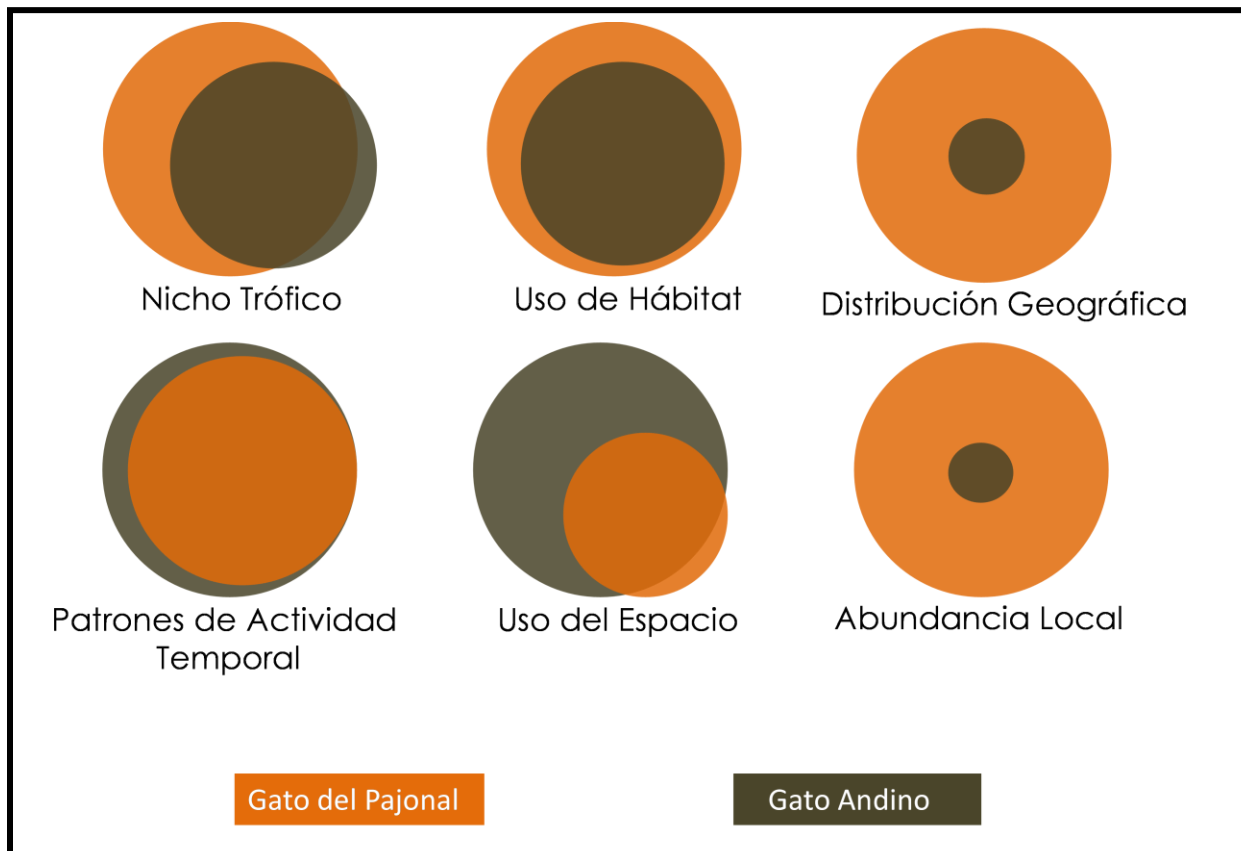 Nicho Trófico
Uso de Hábitat
Distribución Geográfica
Patrones de Actividad
Temporal
Uso del Espacio
Abundancia Local
Gato del Pajonal
Gato Andino